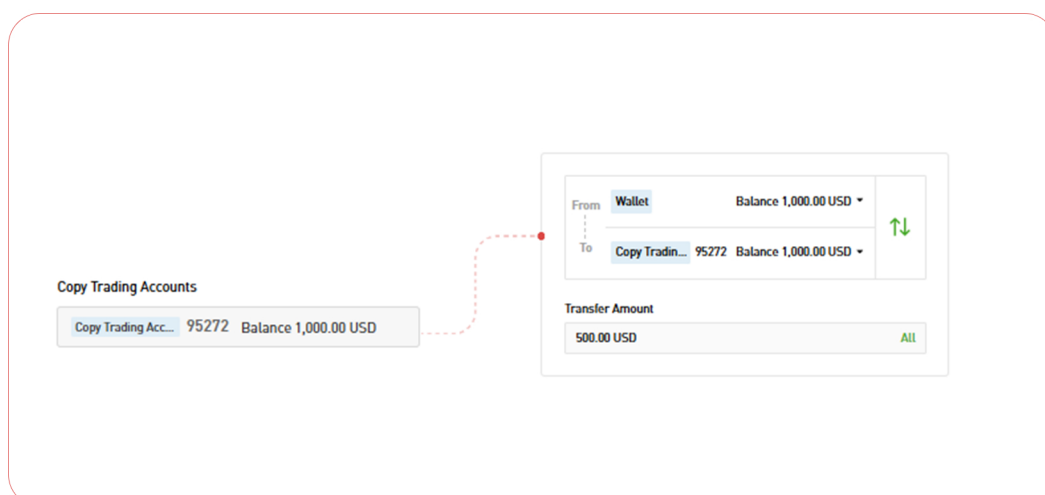 Copy Trading Accounts
Copy Trading Acc... 95272 Balance 1,000.00 USD
From Wallet Balance 1,000.00 USD
To Copy Tradin... 95272 Balance 1,000.00 USD
Transfer Amount
500.00 USD All